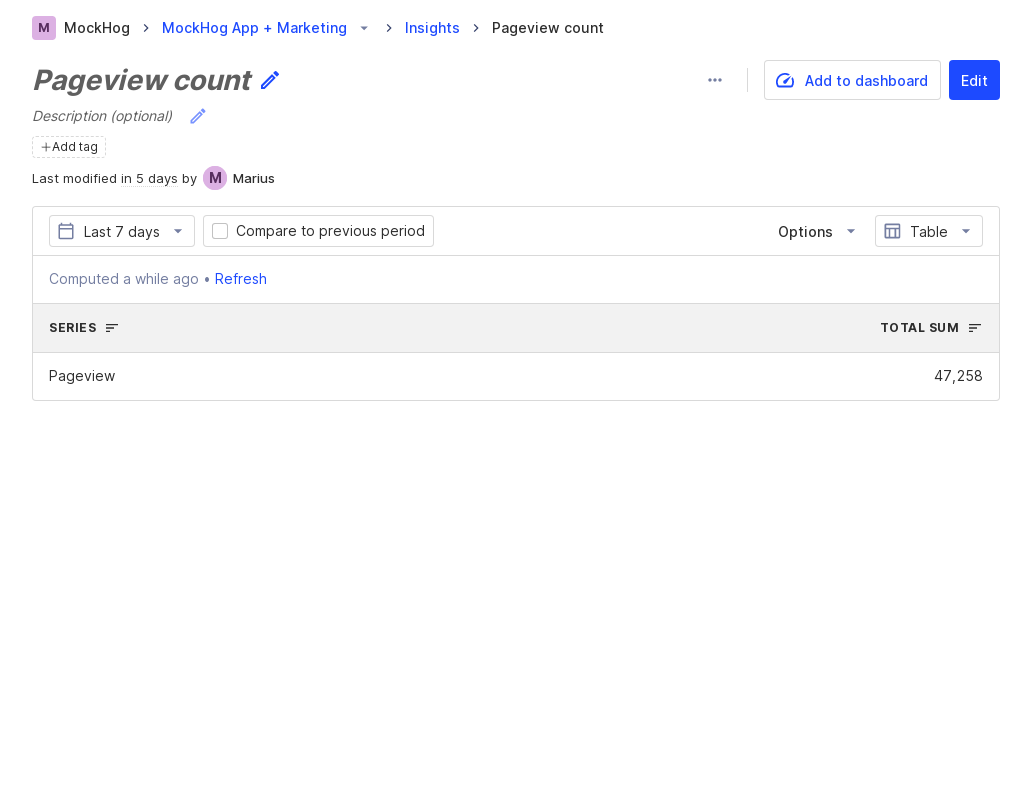 M MockHog MockHog App + Marketing Insights Pageview count
Pageview count
Add to dashboard Edit
Description (optional)
Add tag
Last modified in 5 days by M Marius
Last 7 days Compare to previous period Options Table
Computed a while ago • Refresh
SERIES TOTAL SUM
Pageview 47,258